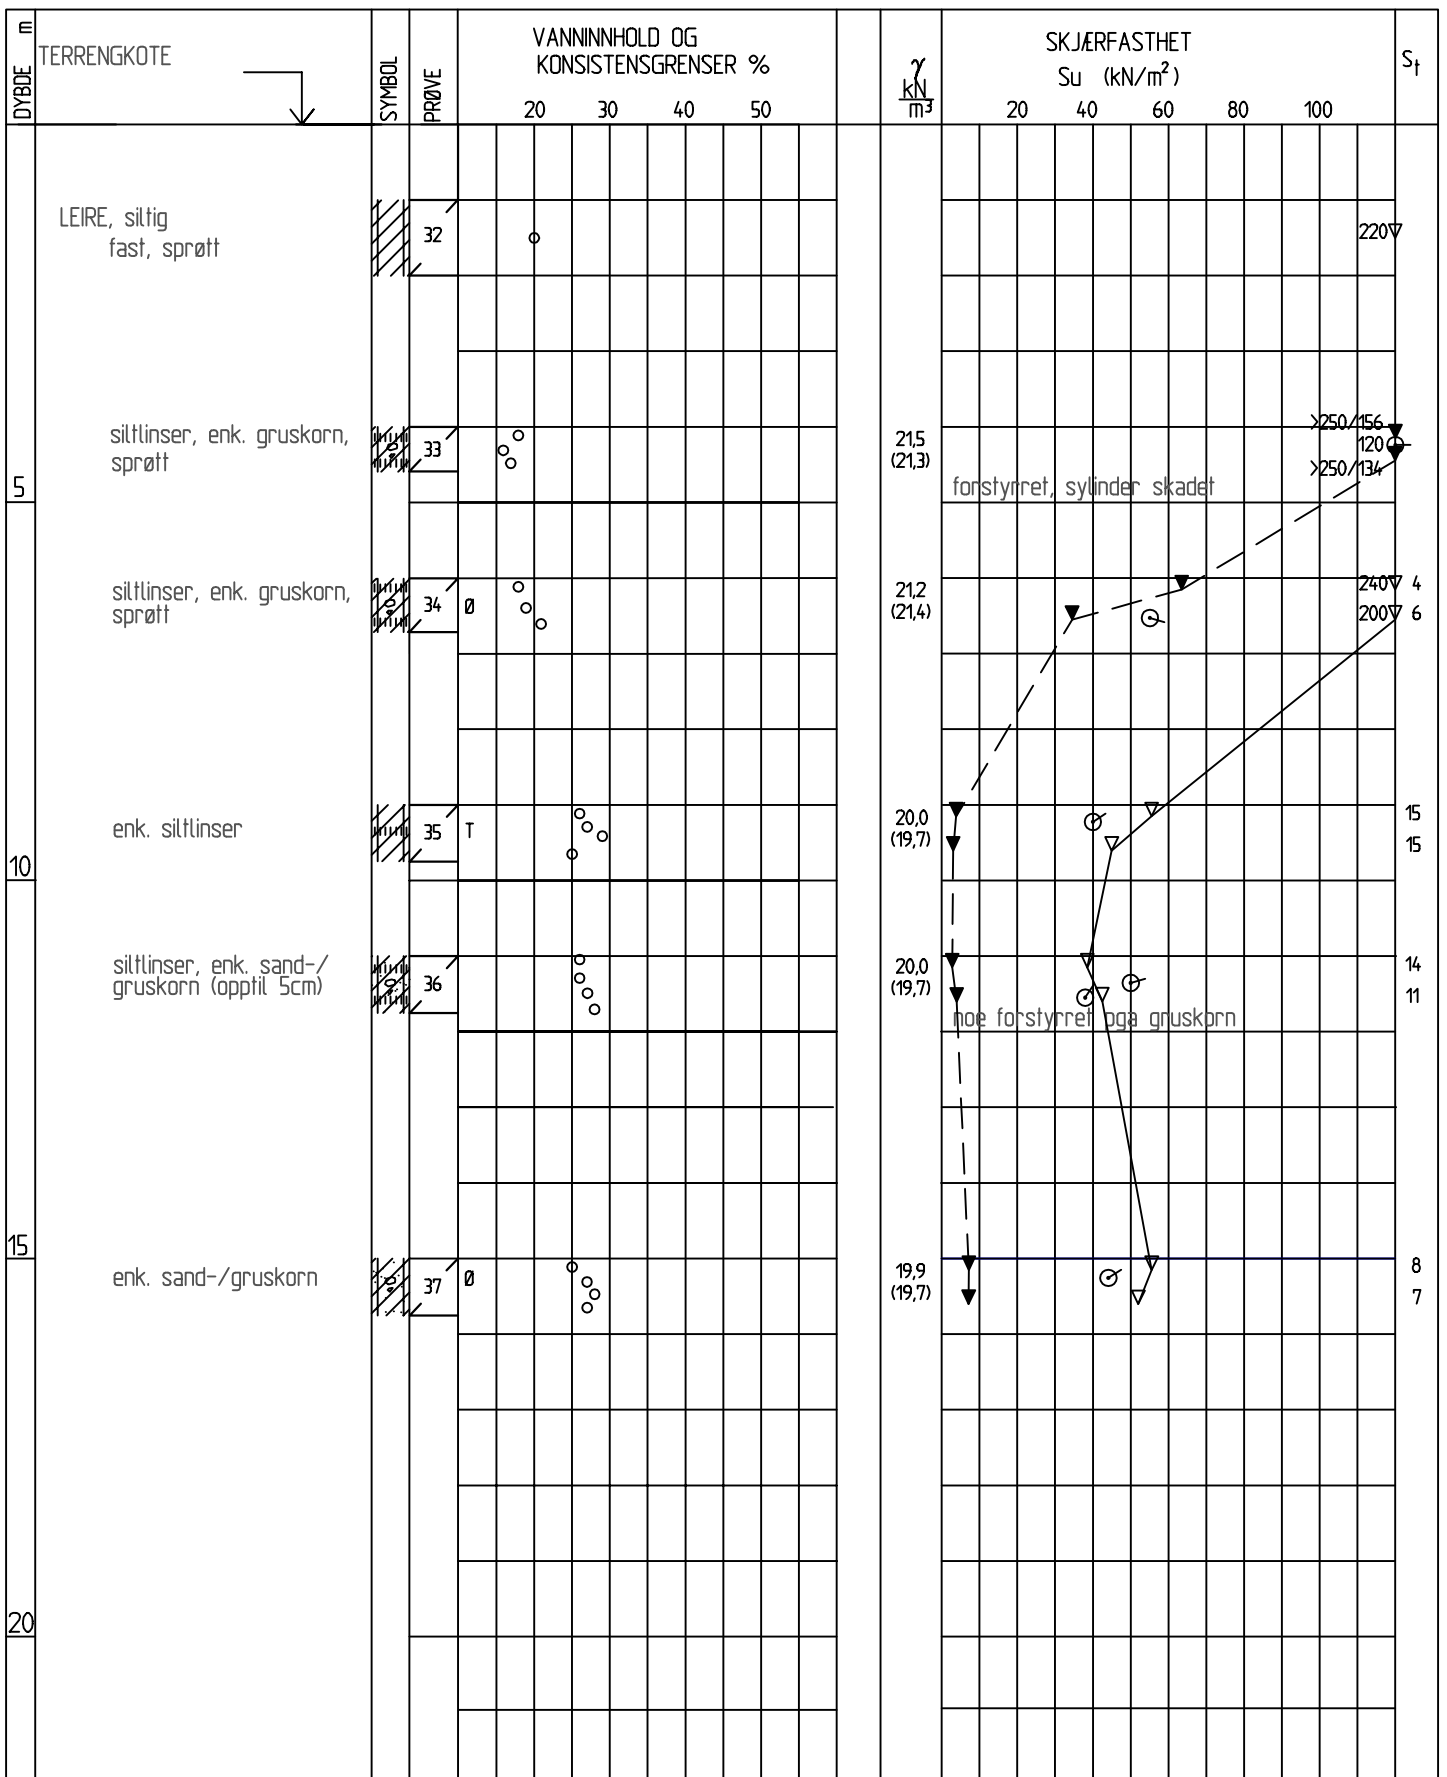 DYBDE m
TERRENGKOTE
SYMBOL
PRØVE
VANNINNHOLD OG
KONSISTENSGRENSER %
20 30 40 50
γ
kN
m³
SKJÆRFASTHET
Su (kN/m²)
20 40 60 80 100
St
LEIRE, siltig
fast, sprøtt
32
220
siltlinser, enk. gruskorn,
sprøtt
33
21,5
(21,3)
>250/156
120
>250/134
5
forstyrret, sylinder skadet
siltlinser, enk. gruskorn,
sprøtt
34 Ø
21,2
(21,4)
240 4
200 6
enk. siltlinser
35 T
20,0
(19,7)
15
15
10
siltlinser, enk. sand-/
gruskorn (opptil 5cm)
36
20,0
(19,7)
14
11
noe forstyrret pga gruskorn
15
enk. sand-/gruskorn
37 Ø
19,9
(19,7)
8
7
20